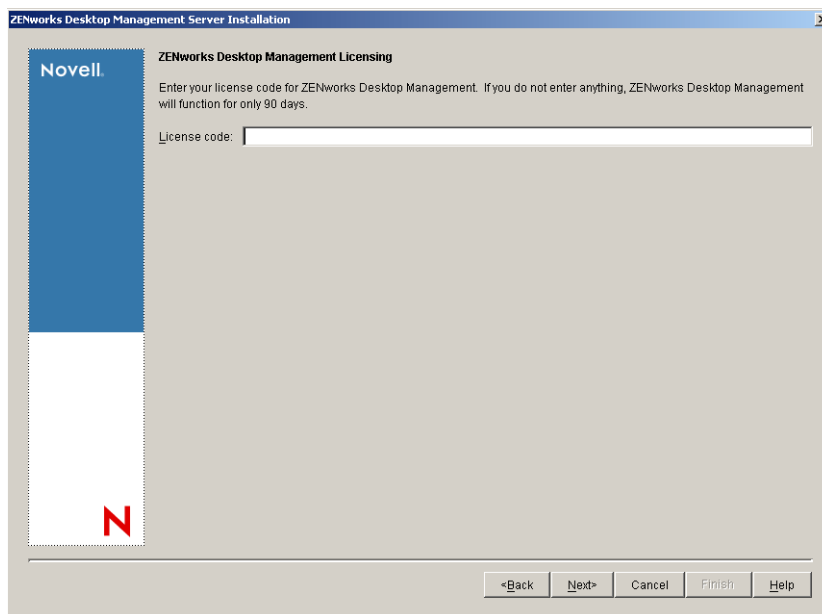 ZENworks Desktop Management Server Installation
Novell.
ZENworks Desktop Management Licensing
Enter your license code for ZENworks Desktop Management. If you do not enter anything, ZENworks Desktop Management
will function for only 90 days.
License code:
N
<Back Next> Cancel Finish Help